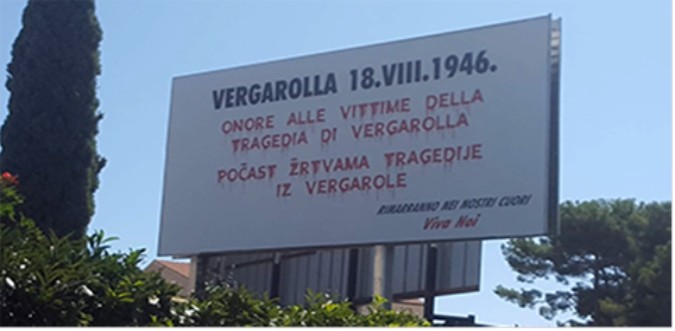 VERGAROLLA 18.VIII.1946.
ONORE ALLE VITTIME DELLA
TRAGEDIA DI VERGAROLLA
POČAST ŽRTVAMA TRAGEDIJE
IZ VERGAROLE
RIMARRANNO NEI NOSTRI CUORI
Viva Noi